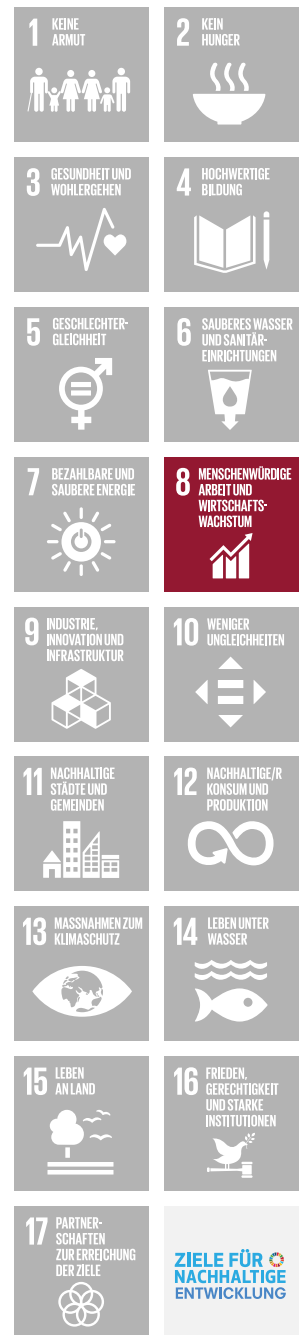 1 KEINE
ARMUT
2 KEIN
HUNGER
3 GESUNDHEIT UND
WOHLERGEHEN
4 HOCHWERTIGE
BILDUNG
5 GESCHLECHTER-
GLEICHHEIT
6 SAUBERES WASSER
UND SANITÄR-
EINRICHTUNGEN
7 BEZAHLBARE UND
SAUBERE ENERGIE
8 MENSCHENWÜRDIGE
ARBEIT UND
WIRTSCHAFTS-
WACHSTUM
9 INDUSTRIE,
INNOVATION UND
INFRASTRUKTUR
10 WENIGER
UNGLEICHHEITEN
11 NACHHALTIGE
STÄDTE UND
GEMEINDEN
12 NACHHALTIGE/R
KONSUM UND
PRODUKTION
13 MASSNAHMEN ZUM
KLIMASCHUTZ
14 LEBEN UNTER
WASSER
15 LEBEN
AN LAND
16 FRIEDEN,
GERECHTIGKEIT
UND STARKE
INSTITUTIONEN
17 PARTNER-
SCHAFTEN
ZUR ERREICHUNG
DER ZIELE
ZIELE FÜR
NACHHALTIGE
ENTWICKLUNG